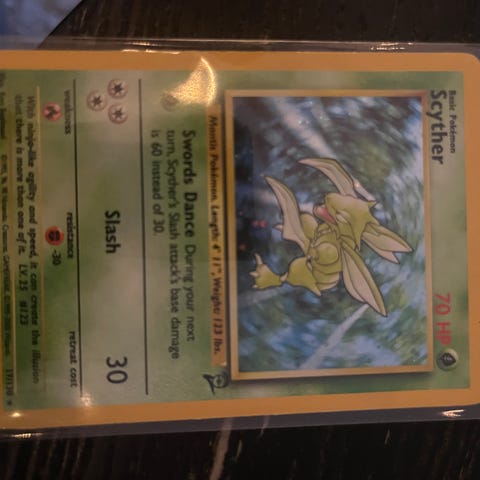 Basic Pokémon
Scyther
70 HP
Mantis Pokémon. Length: 4' 11", Weight: 123 lbs.
Swords Dance During your next
turn, Scyther's Slash attack's base damage
is 60 instead of 30.
Slash
30
weakness
resistance
retreat cost
-30
With ninja-like agility and speed, it can create the illusion
that there is more than one of it. LV. 25 #123
17/130